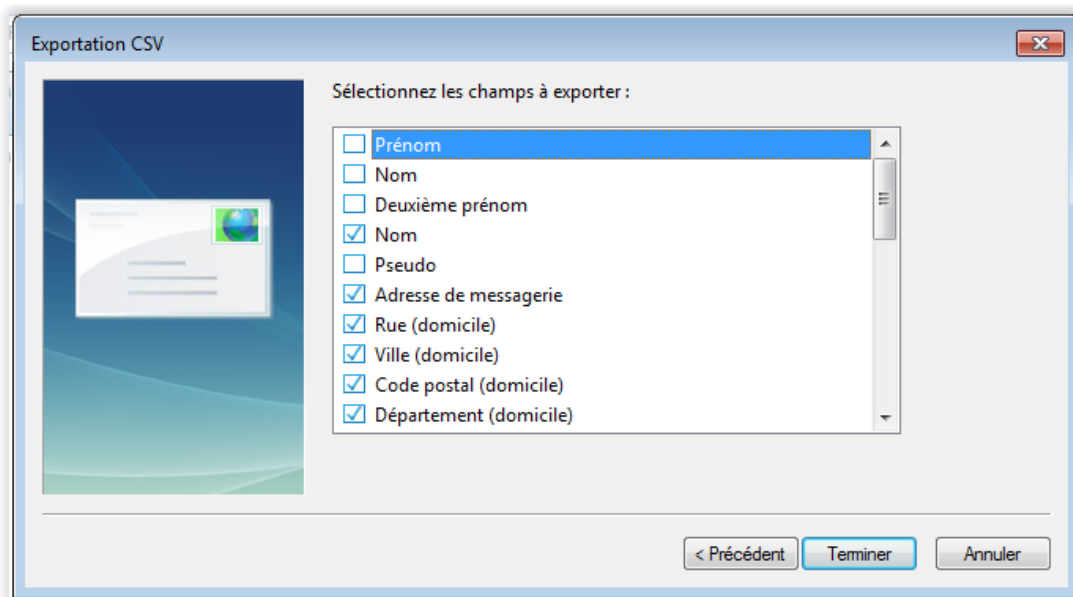 Exportation CSV
Sélectionnez les champs à exporter :
Prénom
Nom
Deuxième prénom
Nom
Pseudo
Adresse de messagerie
Rue (domicile)
Ville (domicile)
Code postal (domicile)
Département (domicile)
< Précédent Terminer Annuler